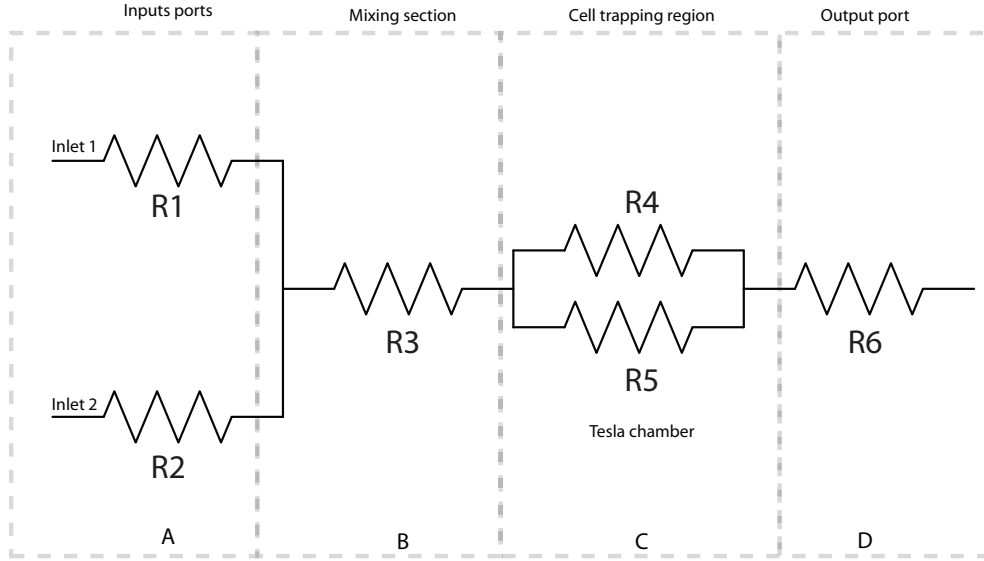 Inputs ports
Mixing section
Cell trapping region
Output port
Inlet 1
R1
R4
R3
R6
R5
Inlet 2
R2
Tesla chamber
A
B
C
D